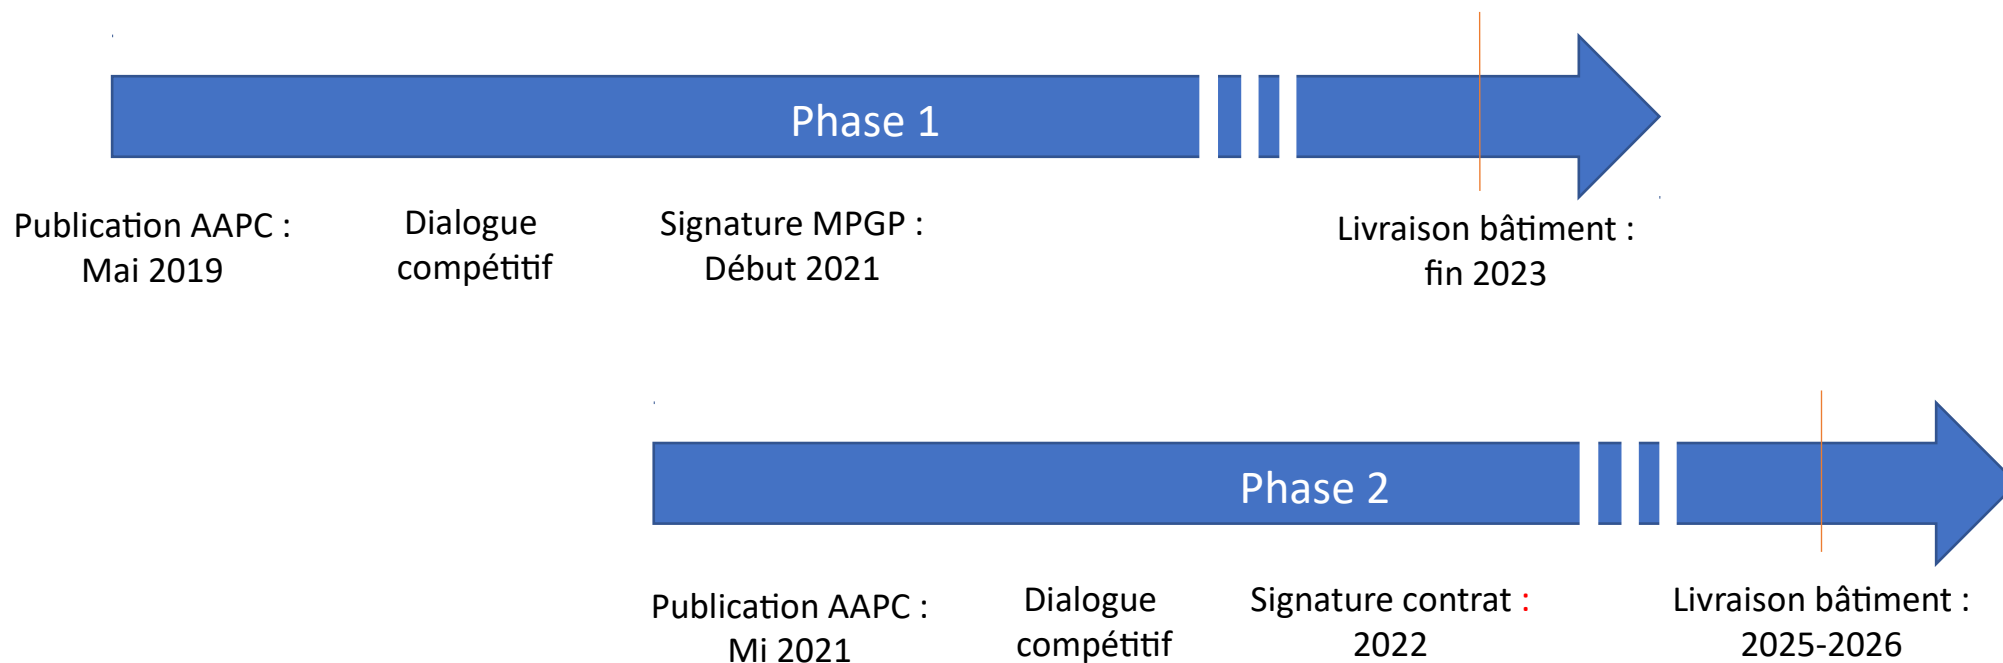 Phase 1
Publication AAPC :
Mai 2019
Dialogue
compétitif
Signature MPGP :
Début 2021
Livraison bâtiment :
fin 2023
Phase 2
Publication AAPC :
Mi 2021
Dialogue
compétitif
Signature contrat :
2022
Livraison bâtiment :
2025-2026